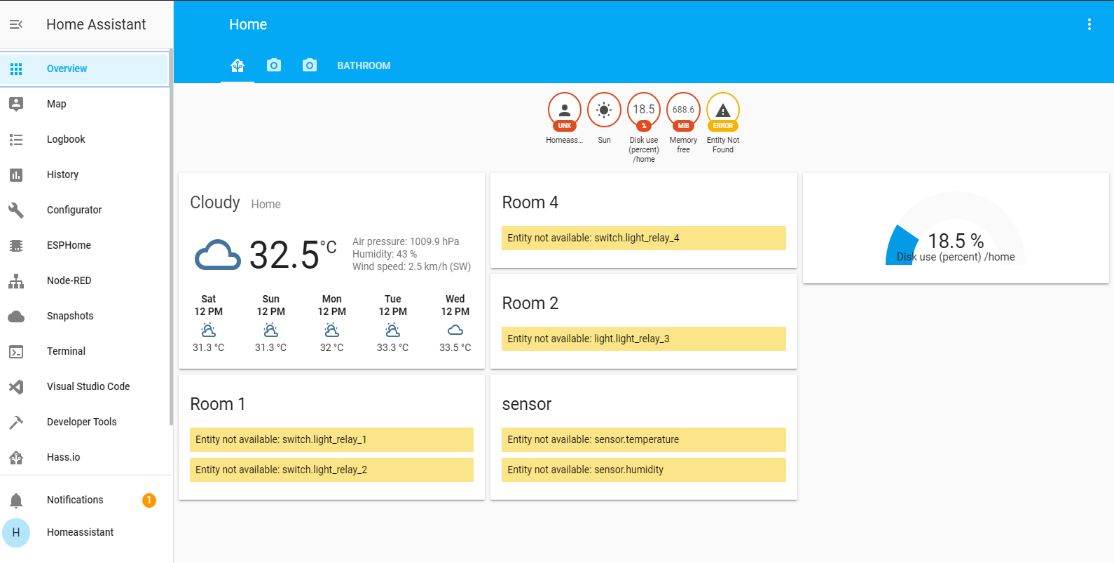 Home Assistant
Overview
Map
Logbook
History
Configurator
ESPHome
Node-RED
Snapshots
Terminal
Visual Studio Code
Developer Tools
Hass.io
Notifications
1
H
Homeassistant
Home
BATHROOM
UNK
Homeass...
Sun
18.5
%
Disk use
(percent)
/home
688.6
MiB
Memory
free
ERROR
Entity Not
Found
Cloudy Home
32.5 °C
Air pressure: 1009.9 hPa
Humidity: 43 %
Wind speed: 2.5 km/h (SW)
Sat Sun Mon Tue Wed
12 PM 12 PM 12 PM 12 PM 12 PM
31.3 °C 31.3 °C 32 °C 33.3 °C 33.5 °C
Room 1
Entity not available: switch.light_relay_1
Entity not available: switch.light_relay_2
Room 4
Entity not available: switch.light_relay_4
Room 2
Entity not available: light.light_relay_3
sensor
Entity not available: sensor.temperature
Entity not available: sensor.humidity
18.5 %
Disk use (percent) /home